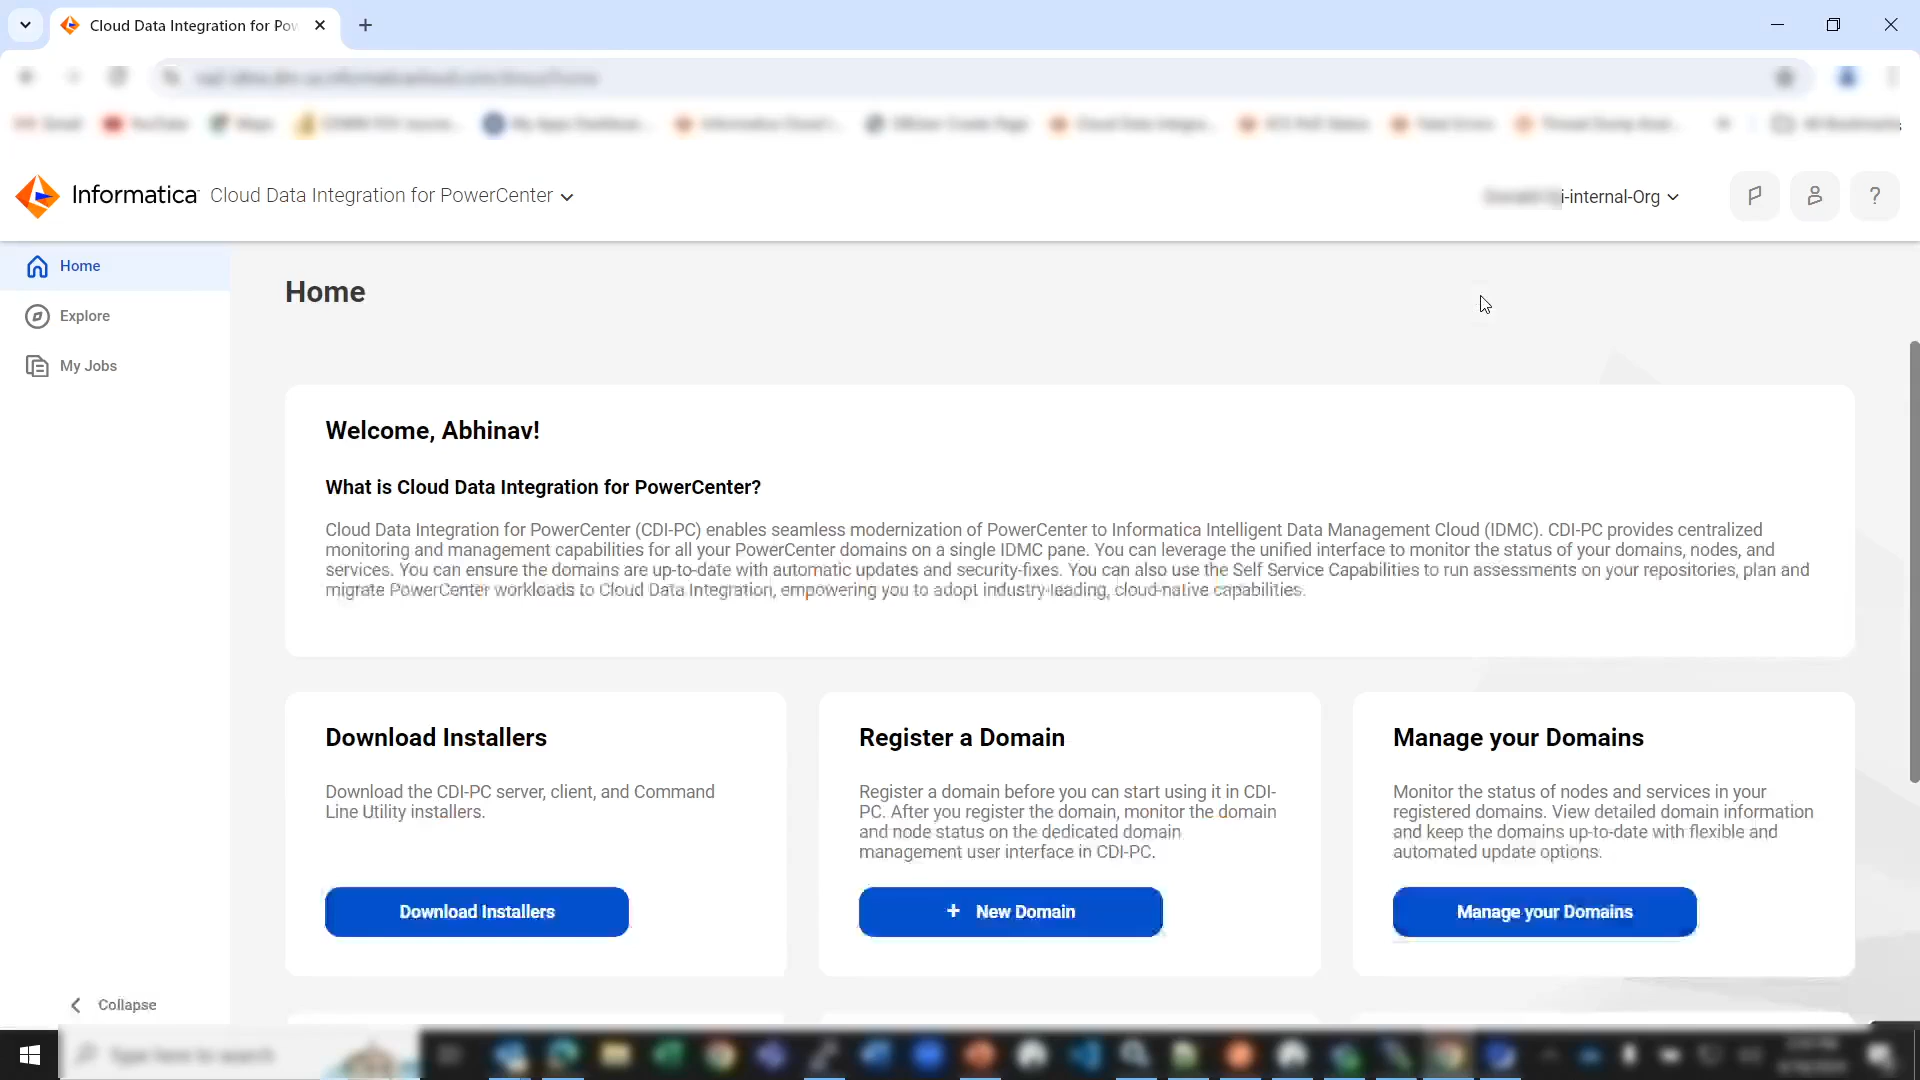 Cloud Data Integration for Pow
Informatica Cloud Data Integration for PowerCenter
i-internal-Org
?
Home
Explore
My Jobs
Home
Welcome, Abhinav!
What is Cloud Data Integration for PowerCenter?
Cloud Data Integration for PowerCenter (CDI-PC) enables seamless modernization of PowerCenter to Informatica Intelligent Data Management Cloud (IDMC). CDI-PC provides centralized
monitoring and management capabilities for all your PowerCenter domains on a single IDMC pane. You can leverage the unified interface to monitor the status of your domains, nodes, and
services. You can ensure the domains are up-to-date with automatic updates and security-fixes. You can also use the Self Service Capabilities to run assessments on your repositories, plan and
migrate PowerCenter workloads to Cloud Data Integration, empowering you to adopt industry-leading, cloud-native capabilities.
Download Installers
Download the CDI-PC server, client, and Command
Line Utility installers.
Download Installers
Register a Domain
Register a domain before you can start using it in CDI-
PC. After you register the domain, monitor the domain
and node status on the dedicated domain
management user interface in CDI-PC.
+ New Domain
Manage your Domains
Monitor the status of nodes and services in your
registered domains. View detailed domain information
and keep the domains up-to-date with flexible and
automated update options.
Manage your Domains
Collapse
Type here to search